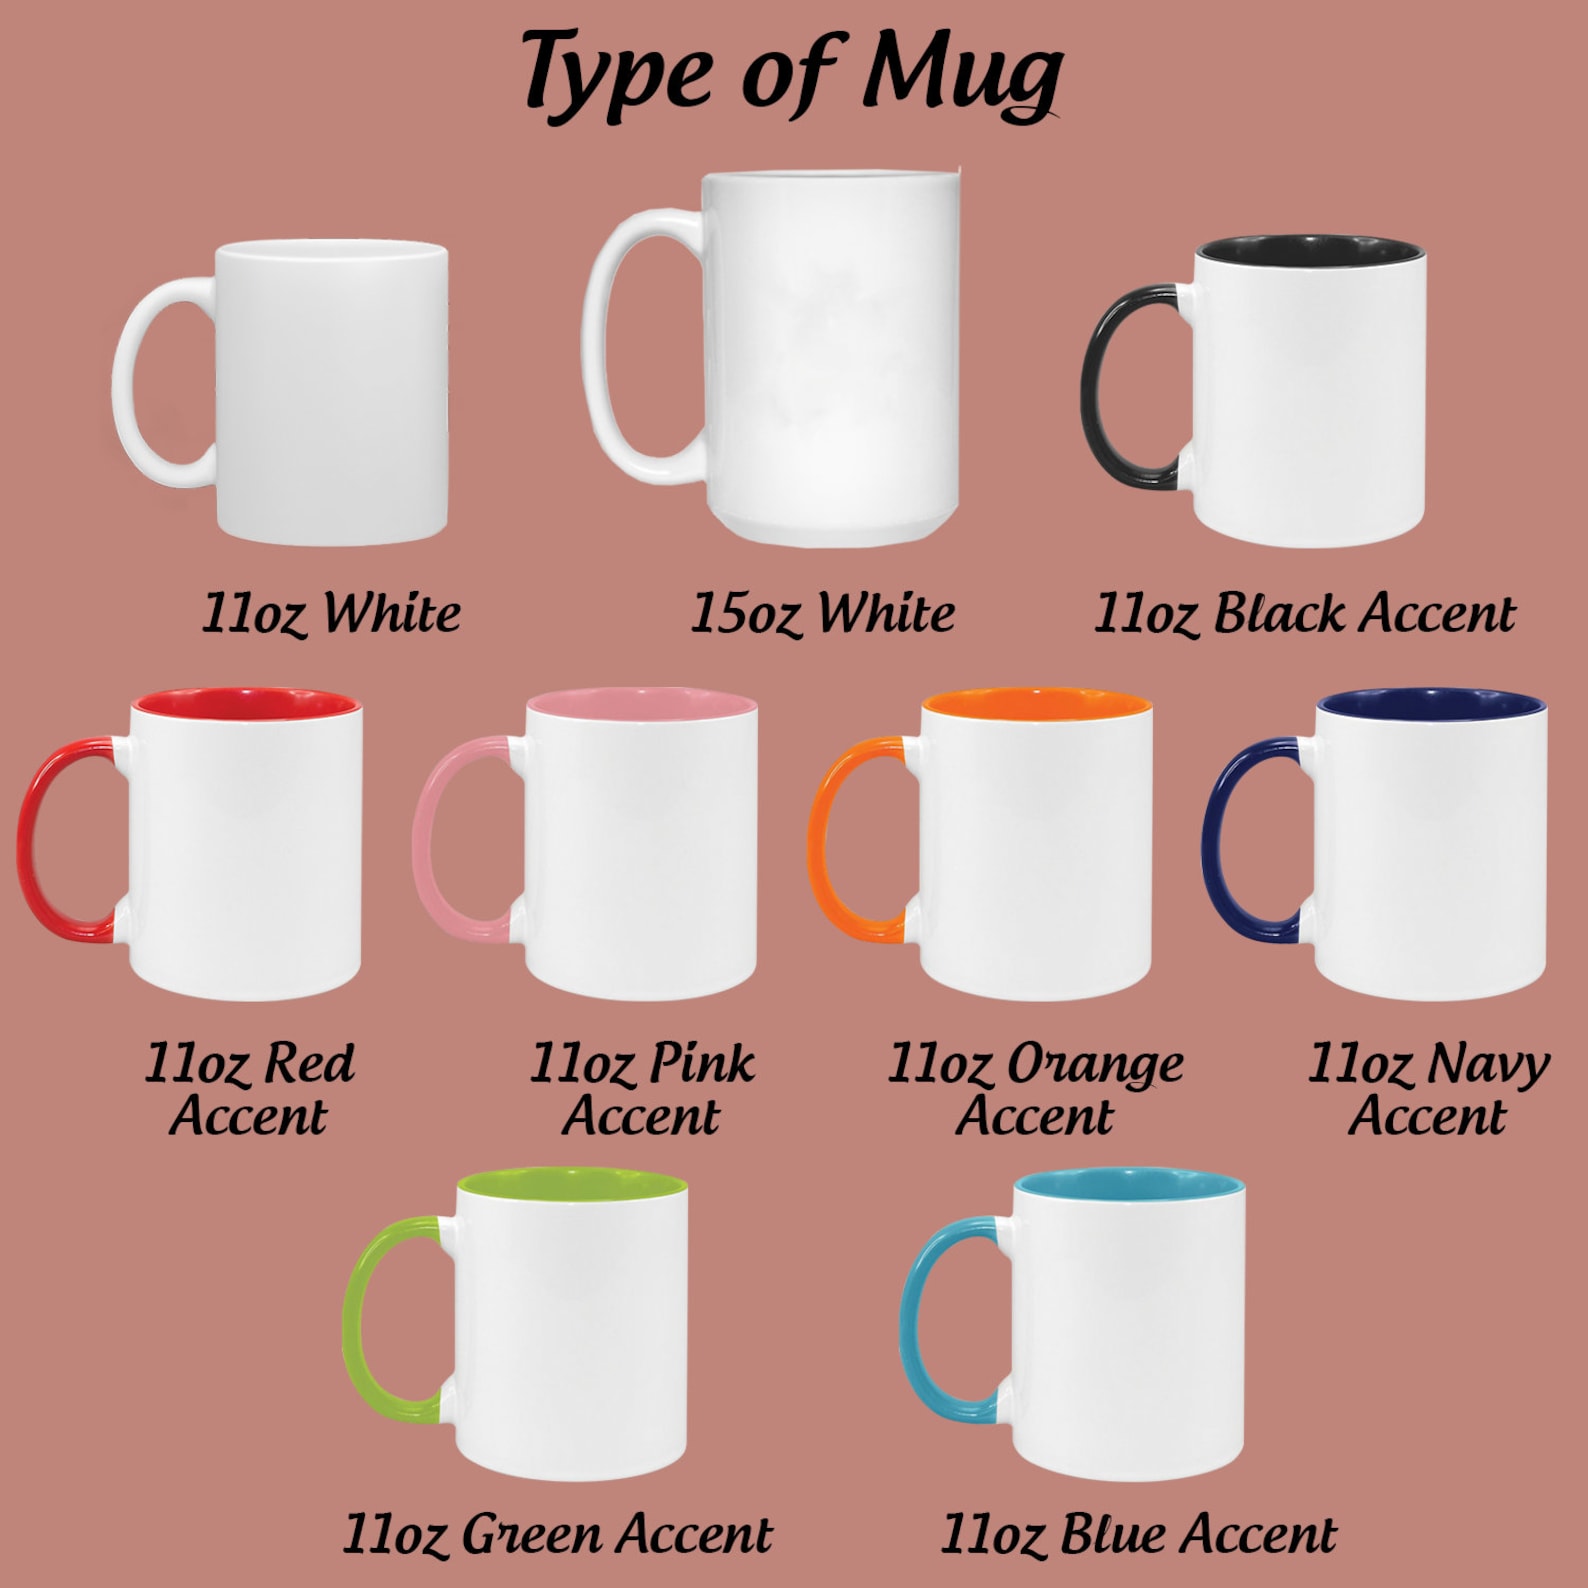 Type of Mug
11oz White
15oz White
11oz Black Accent
11oz Red
Accent
11oz Pink
Accent
11oz Orange
Accent
11oz Navy
Accent
11oz Green Accent
11oz Blue Accent